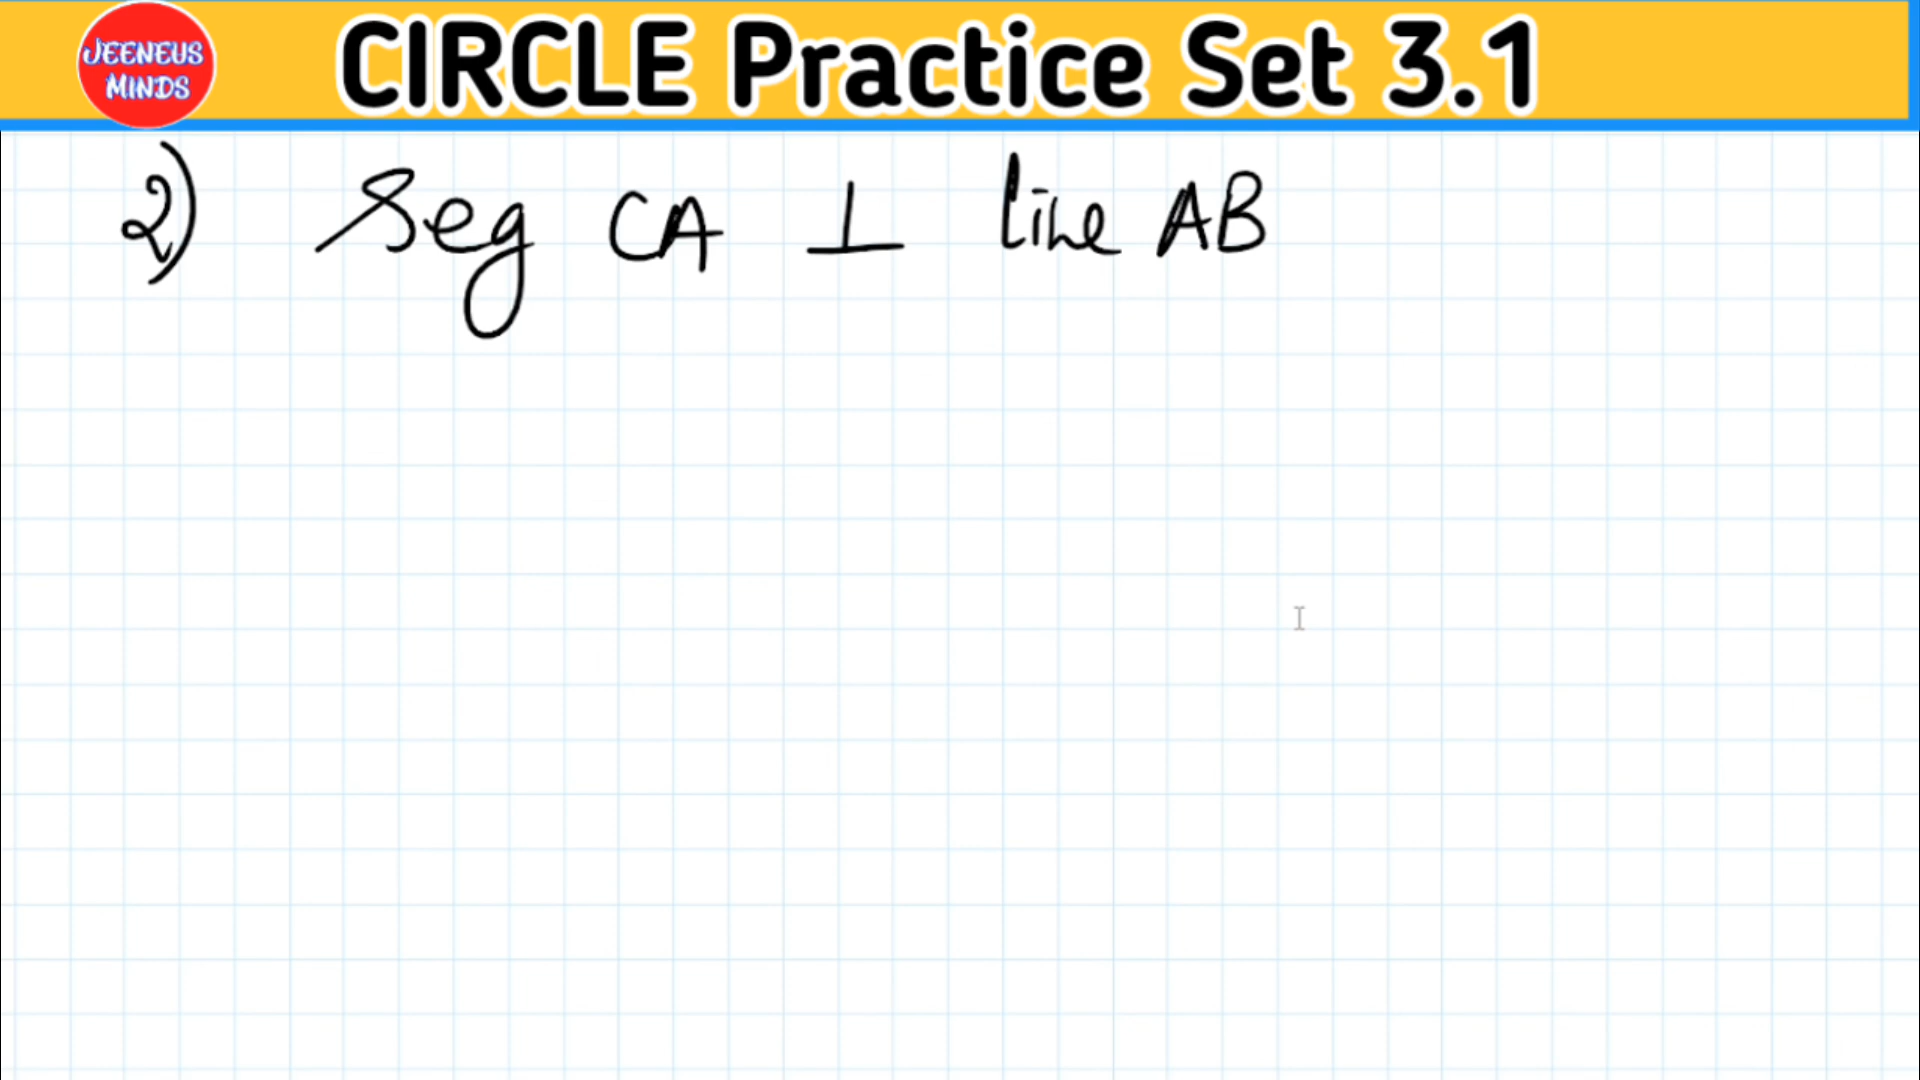 JEENEUS
MINDS
CIRCLE Practice Set 3.1
2) Seg CA ⊥ line AB